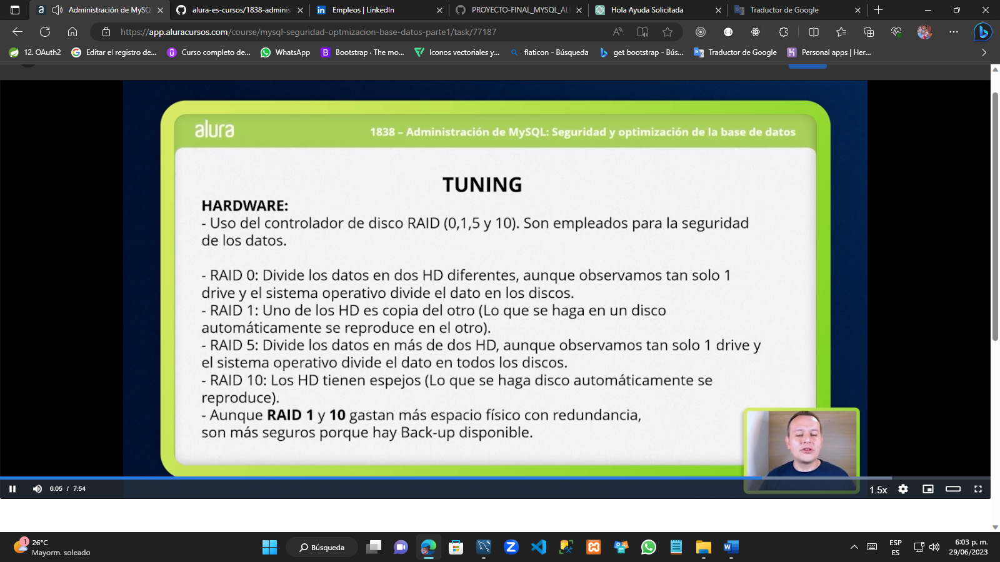 Administración de MySQL
alura-es-cursos/1838-adminis
Empleos | LinkedIn
PROYECTO-FINAL_MYSQL_AL
Hola Ayuda Solicitada
Traductor de Google
https://app.aluracursos.com/course/mysql-seguridad-optmizacion-base-datos-parte1/task/77187
12. OAuth2
Editar el registro de...
Curso completo de...
WhatsApp
Bootstrap · The mo...
Iconos vectoriales y...
flaticon - Búsqueda
get bootstrap - Bús...
Traductor de Google
Personal apps | Her...
alura
1838 – Administración de MySQL: Seguridad y optimización de la base de datos
TUNING
HARDWARE:
- Uso del controlador de disco RAID (0,1,5 y 10). Son empleados para la seguridad
de los datos.
- RAID 0: Divide los datos en dos HD diferentes, aunque observamos tan solo 1
drive y el sistema operativo divide el dato en los discos.
- RAID 1: Uno de los HD es copia del otro (Lo que se haga en un disco
automáticamente se reproduce en el otro).
- RAID 5: Divide los datos en más de dos HD, aunque observamos tan solo 1 drive y
el sistema operativo divide el dato en todos los discos.
- RAID 10: Los HD tienen espejos (Lo que se haga disco automáticamente se
reproduce).
- Aunque RAID 1 y 10 gastan más espacio físico con redundancia,
son más seguros porque hay Back-up disponible.
6:05 / 7:54
1.5x
1
26°C
Mayorm. soleado
Búsqueda
ESP
ES
6:03 p. m.
29/06/2023